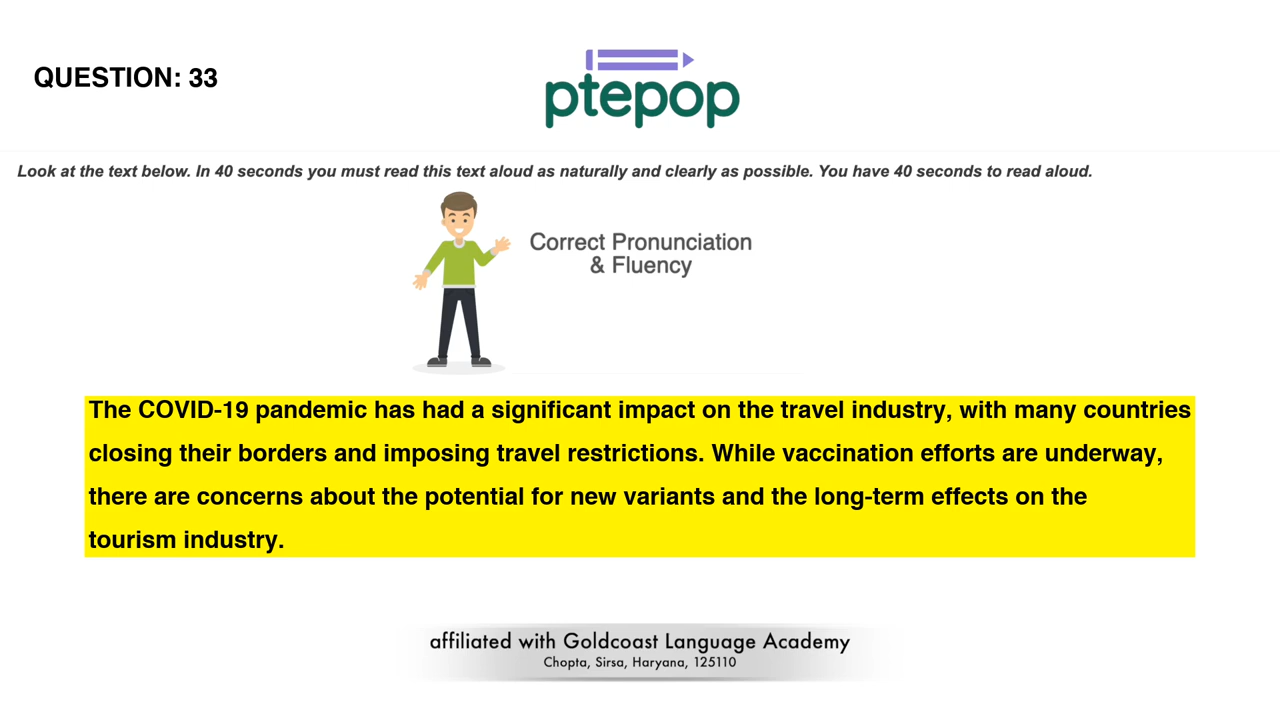 QUESTION: 33
ptepop
Look at the text below. In 40 seconds you must read this text aloud as naturally and clearly as possible. You have 40 seconds to read aloud.
Correct Pronunciation
& Fluency
The COVID-19 pandemic has had a significant impact on the travel industry, with many countries
closing their borders and imposing travel restrictions. While vaccination efforts are underway,
there are concerns about the potential for new variants and the long-term effects on the
tourism industry.
affiliated with Goldcoast Language Academy
Chopta, Sirsa, Haryana, 125110